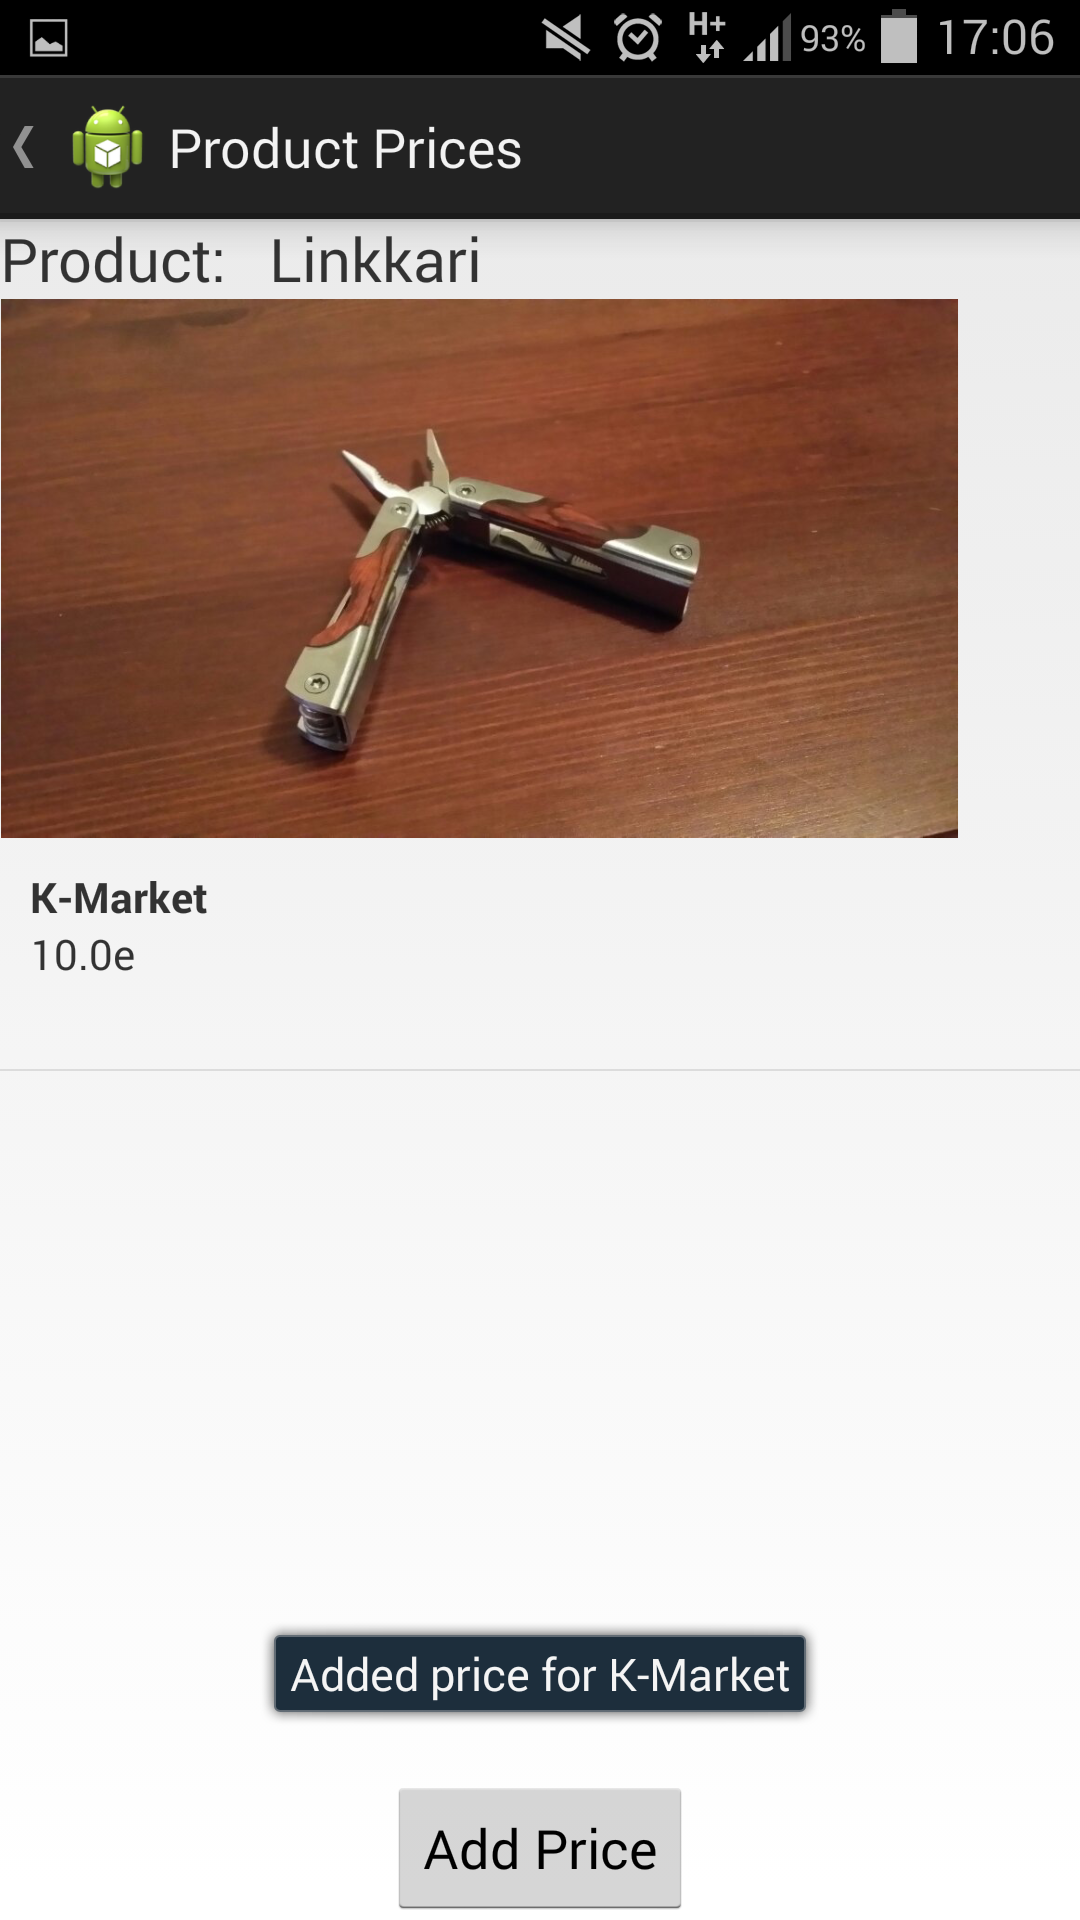 H+ 93% 17:06
Product Prices
Product: Linkkari
K-Market
10.0e
Added price for K-Market
Add Price